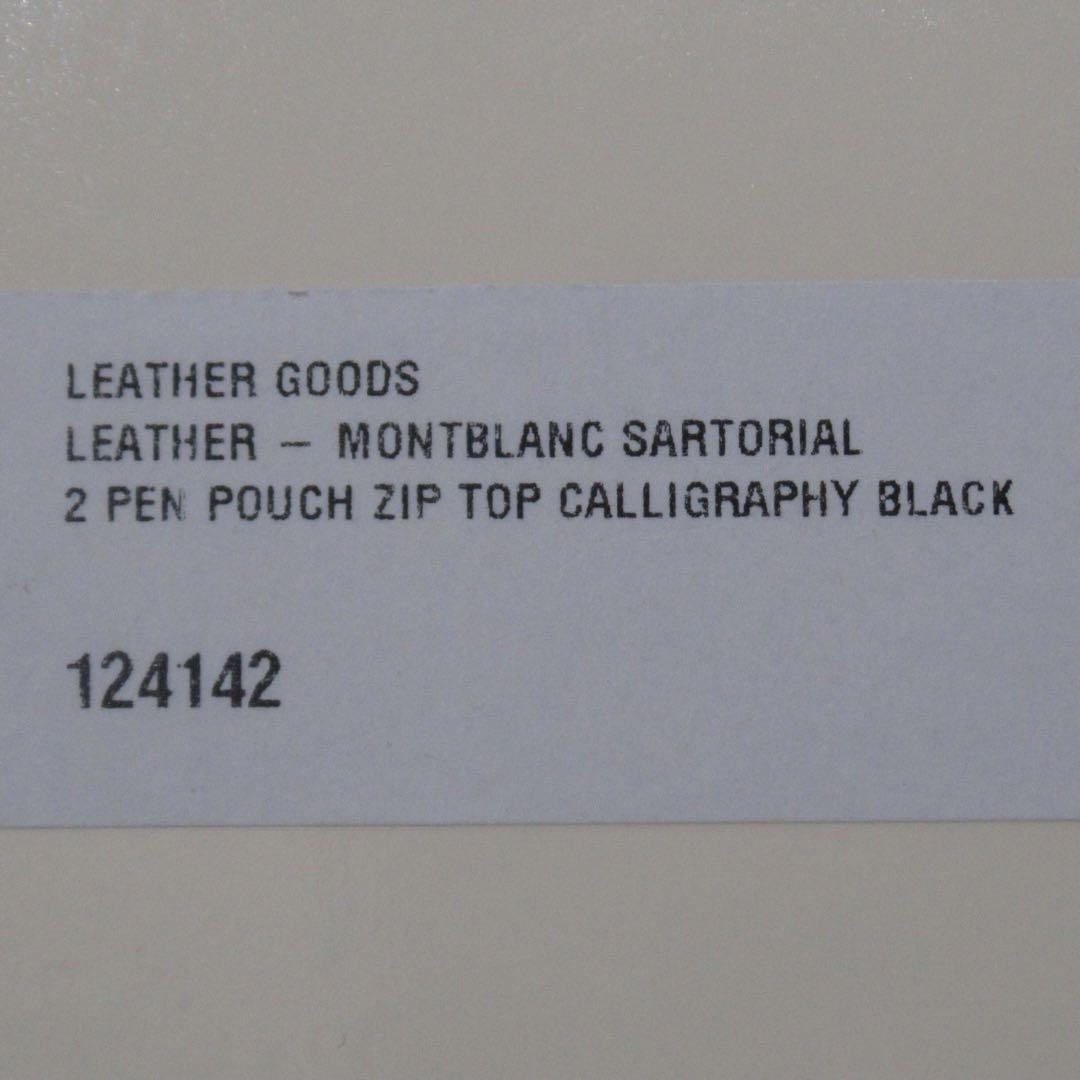 LEATHER GOODS
LEATHER – MONTBLANC SARTORIAL
2 PEN POUCH ZIP TOP CALLIGRAPHY BLACK
124142